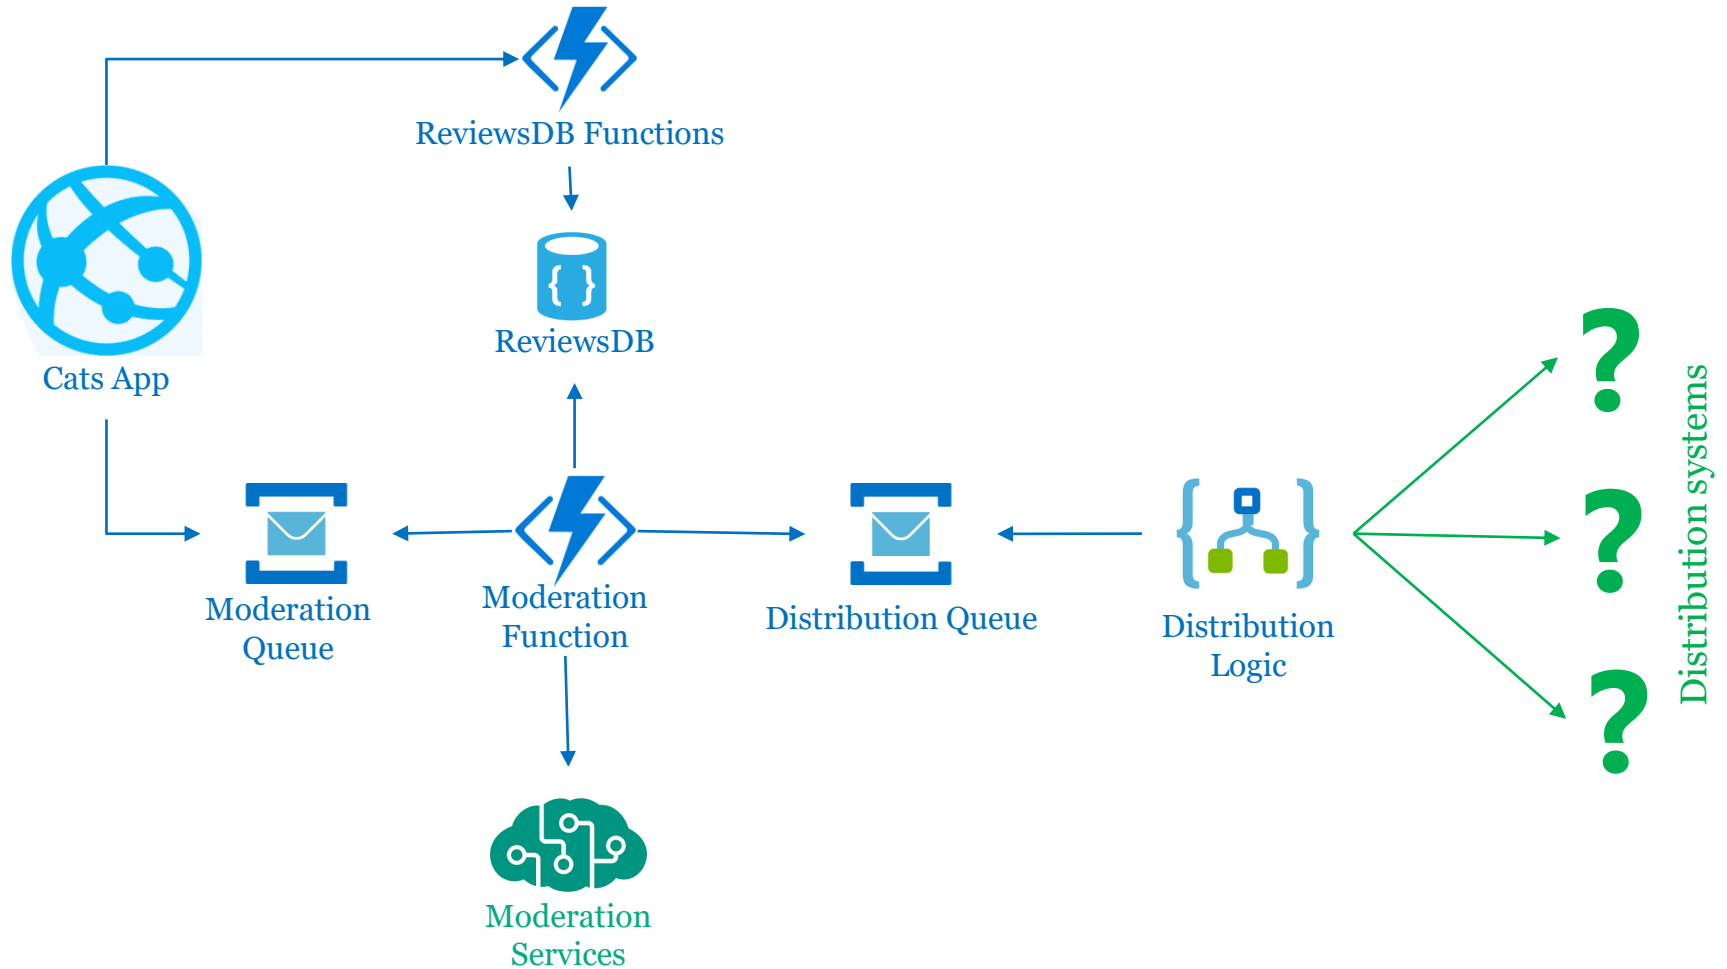 ReviewsDB Functions
ReviewsDB
Cats App
Moderation
Queue
Moderation
Function
Distribution Queue
Distribution
Logic
{ }
? 
?
?
Distribution systems
Moderation
Services